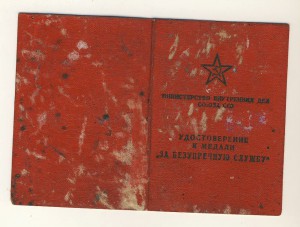 МИНИСТЕРСТВО ВНУТРЕННИХ ДЕЛ
СОЮЗА ССР
УДОСТОВЕРЕНИЕ
К МЕДАЛИ
„ЗА БЕЗУПРЕЧНУЮ СЛУЖБУ"